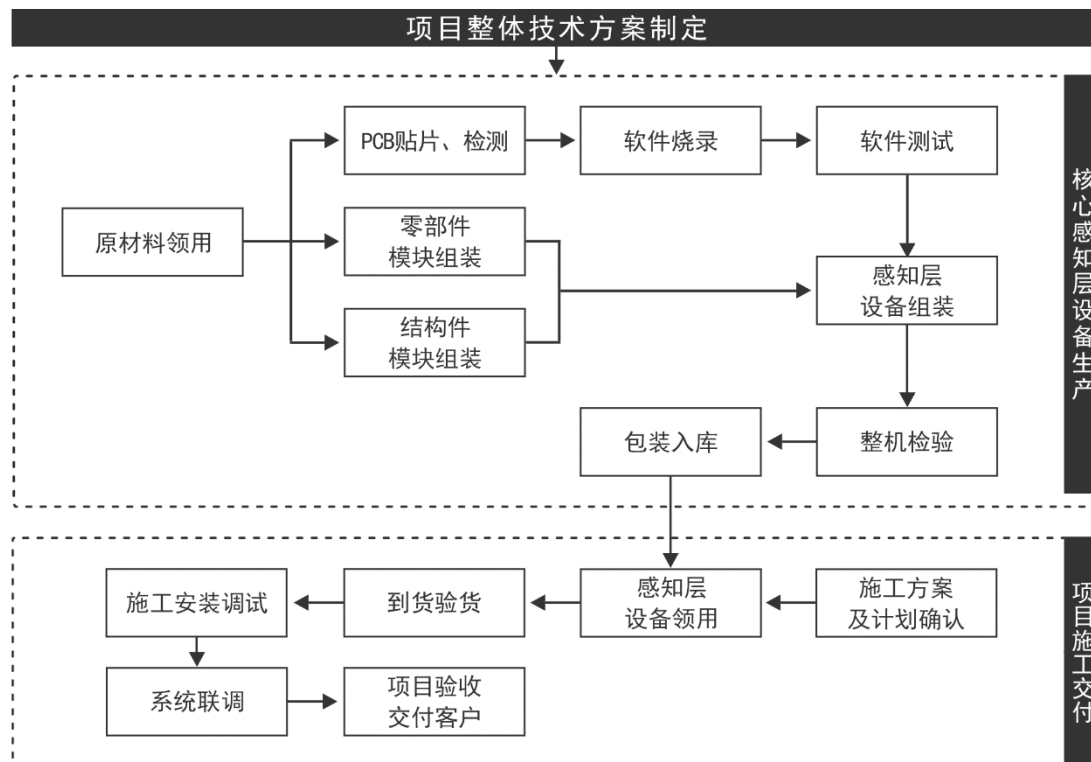 项目整体技术方案制定
PCB贴片、检测
软件烧录
软件测试
原材料领用
零部件
模块组装
感知层
设备组装
结构件
模块组装
包装入库
整机检验
核心感知层设备生产
施工安装调试
到货验货
感知层
设备领用
施工方案
及计划确认
系统联调
项目验收
交付客户
项目施工交付